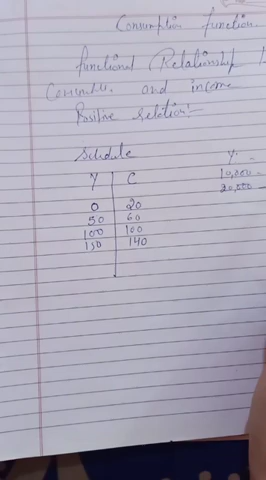 Consumption function
functional Relationship
and income
Positive relation:-
Schedule
Y C
0 20
50 60
100 100
150 140
Y.
10,000 -
20,000 -